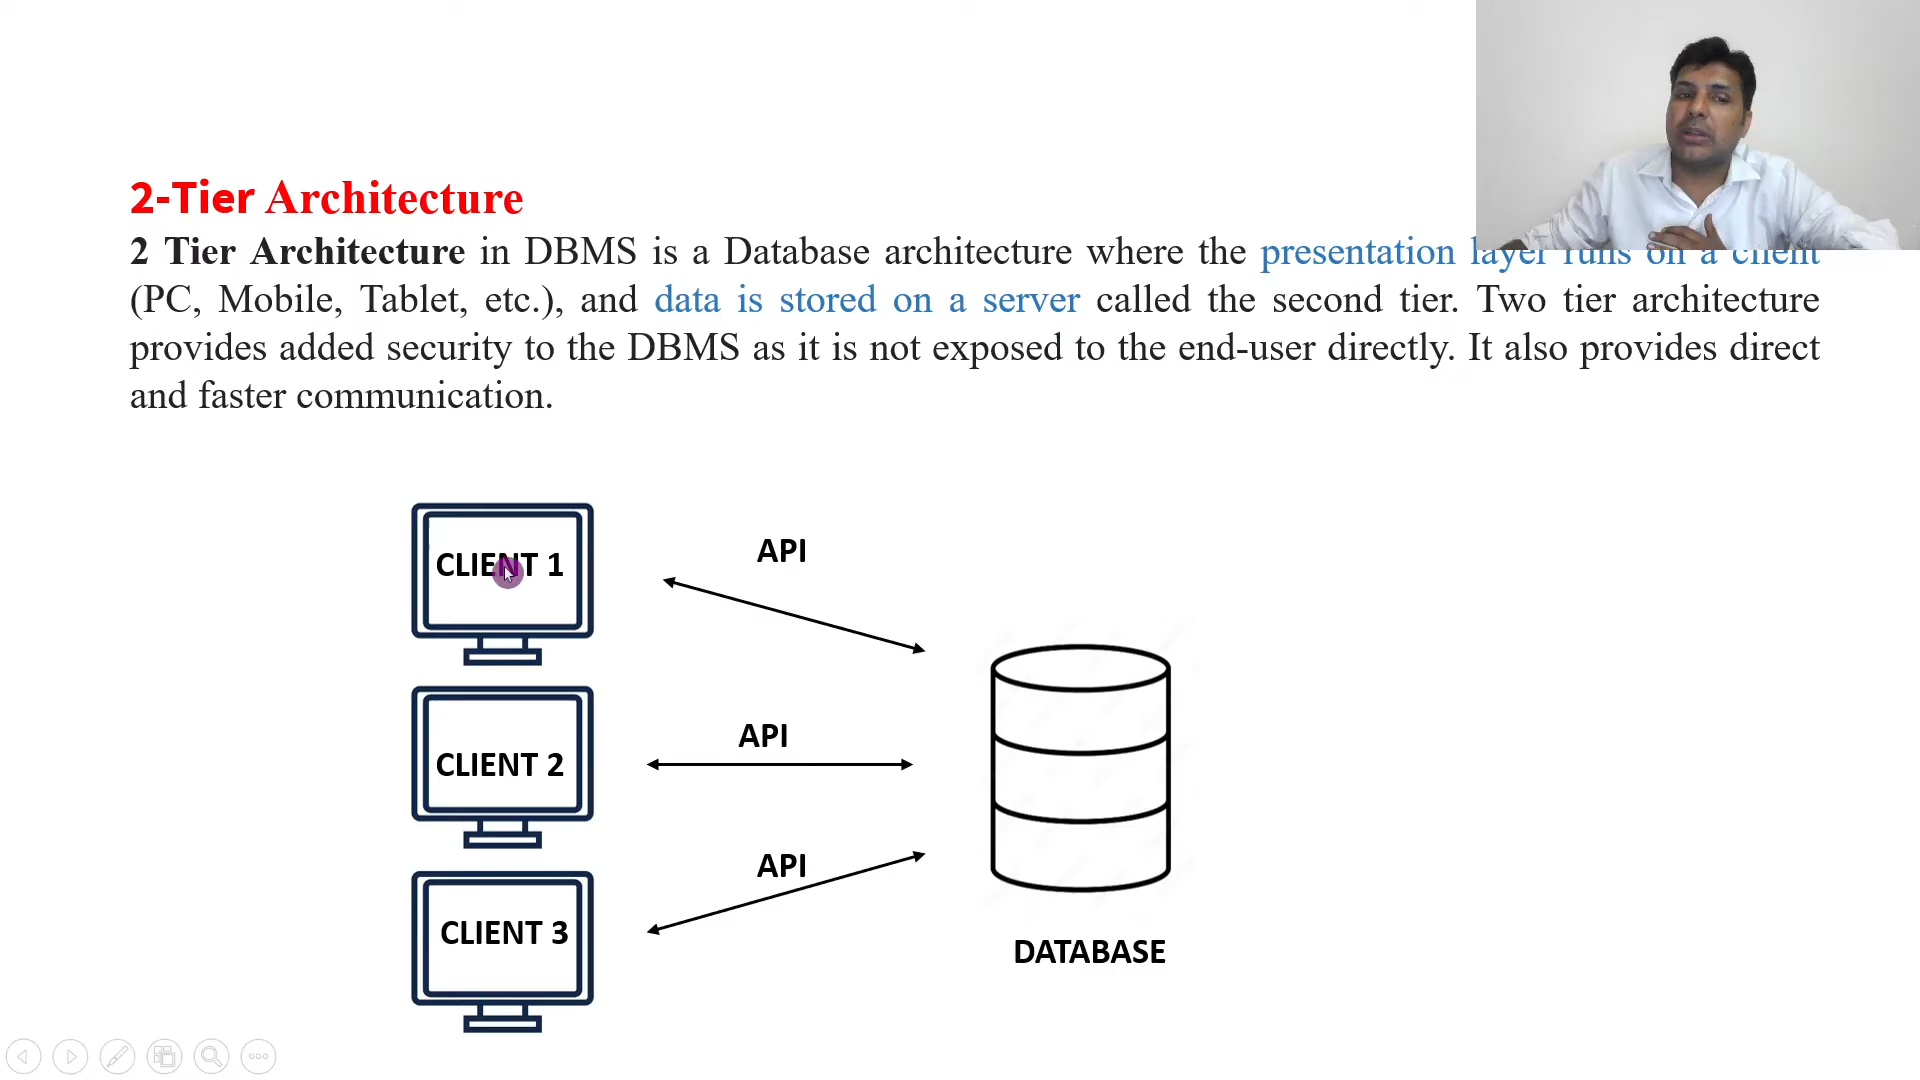 2-Tier Architecture
2 Tier Architecture in DBMS is a Database architecture where the presentation layer runs on a client
(PC, Mobile, Tablet, etc.), and data is stored on a server called the second tier. Two tier architecture
provides added security to the DBMS as it is not exposed to the end-user directly. It also provides direct
and faster communication.
CLIENT 1
API
CLIENT 2
API
CLIENT 3
API
DATABASE